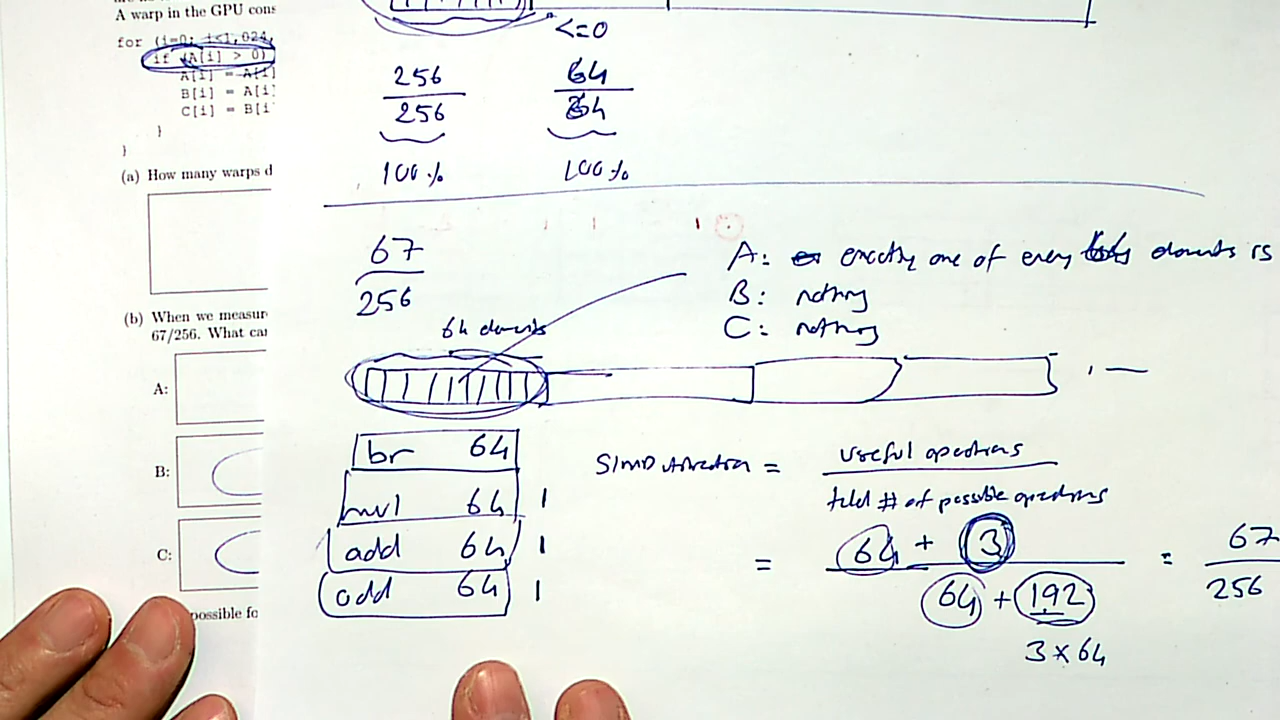 A warp in the GPU cons
for (i=0; i<1,024,
if (A[i] > 0)
A[i] = A[i]
B[i] = A[i]
C[i] = B[i
}
}
(a) How many warps d
(b) When we measur
67/256. What car
A:
B:
C:
possible fo
<=0
256
256
64
64
100%
100%
67
256
A: exactly one of every elements is
B: nothing
C: nothing
64 elements
br 64
mul 64 1
add 64 1
add 64 1
SIMD utilization = useful operations
total # of possible operations
= 64 + 3
64 + 192
= 67
256
3 x 64